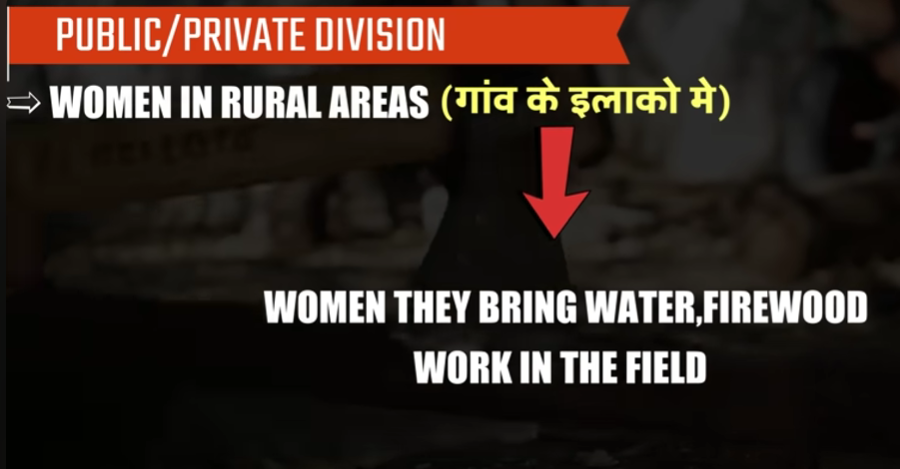 PUBLIC/PRIVATE DIVISION
WOMEN IN RURAL AREAS (गांव के इलाको मे)
WOMEN THEY BRING WATER,FIREWOOD
WORK IN THE FIELD